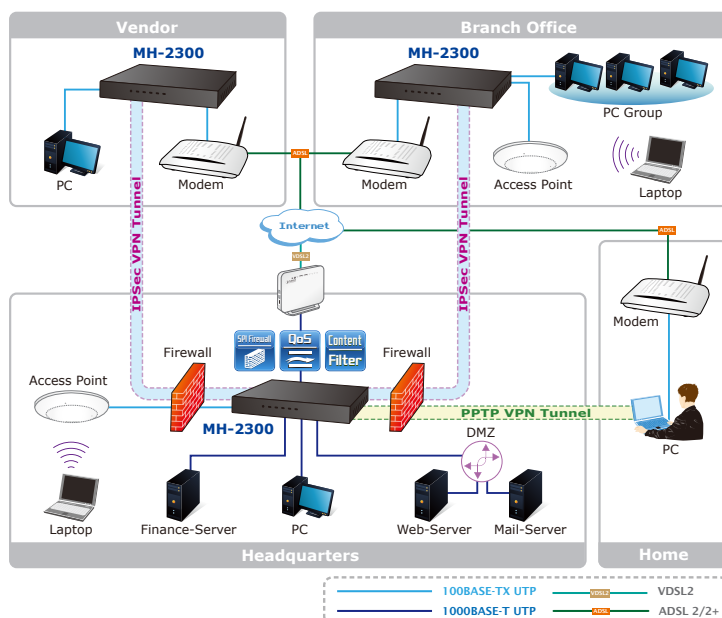 Vendor
Branch Office
MH-2300
MH-2300
PC Group
PC
Modem
ADSL
Modem
Access Point
Laptop
IPSec VPN Tunnel
IPSec VPN Tunnel
Internet
ADSL
VDSL2
Modem
SPI Firewall
QoS
Content
Filter
Firewall
Firewall
Access Point
MH-2300
PPTP VPN Tunnel
DMZ
PC
Laptop
Finance-Server
PC
Web-Server
Mail-Server
Headquarters
Home
100BASE-TX UTP
VDSL2
VDSL2
1000BASE-T UTP
ADSL
ADSL 2/2+